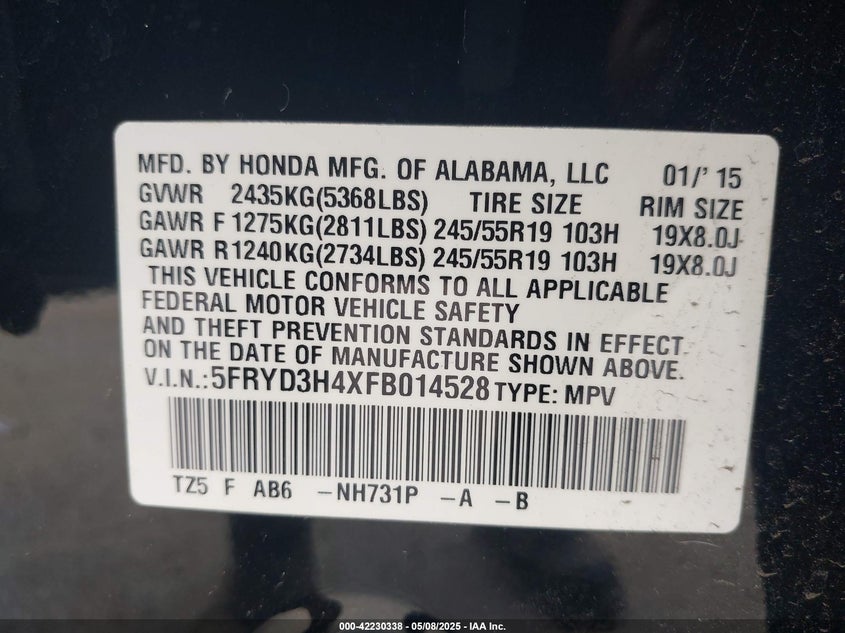 MFD. BY HONDA MFG. OF ALABAMA, LLC 01/' 15
GVWR 2435KG(5368LBS) TIRE SIZE RIM SIZE
GAWR F 1275KG(2811LBS) 245/55R19 103H 19X8.0J
GAWR R1240KG(2734LBS) 245/55R19 103H 19X8.0J
THIS VEHICLE CONFORMS TO ALL APPLICABLE
FEDERAL MOTOR VEHICLE SAFETY
AND THEFT PREVENTION STANDARDS IN EFFECT
ON THE DATE OF MANUFACTURE SHOWN ABOVE.
V.I.N.:5FRYD3H4XFB014528 TYPE: MPV
TZ5 F AB6 -NH731P -A -B
000-42230338 - 05/08/2025 - IAA Inc.